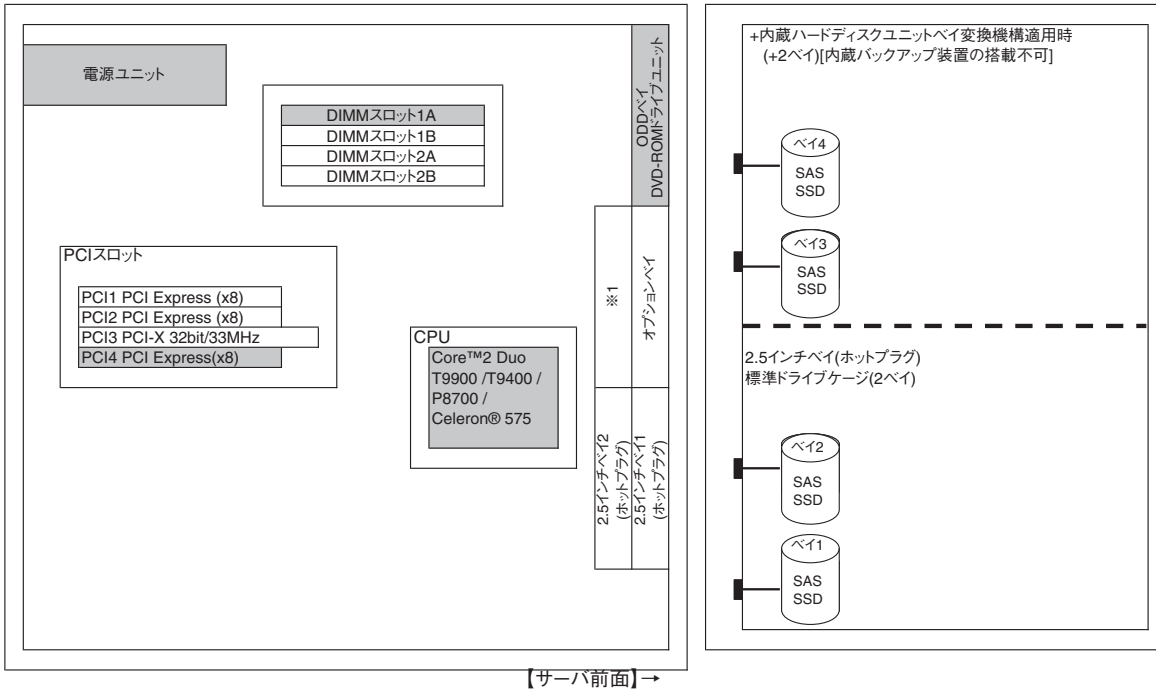 電源ユニット
DIMMスロット1A
DIMMスロット1B
DIMMスロット2A
DIMMスロット2B
ODDベイ
DVD-ROMドライブユニット
PCIスロット
PCI1 PCI Express (x8)
PCI2 PCI Express (x8)
PCI3 PCI-X 32bit/33MHz
PCI4 PCI Express(x8)
CPU
Core™2 Duo
T9900 /T9400 /
P8700 /
Celeron® 575
※1
オプションベイ
2.5インチベイ2
(ホットプラグ)
2.5インチベイ1
(ホットプラグ)
【サーバ前面】→
+内蔵ハードディスクユニットベイ変換機構適用時
(+2ベイ)[内蔵バックアップ装置の搭載不可]
ベイ4
SAS
SSD
ベイ3
SAS
SSD
2.5インチベイ(ホットプラグ)
標準ドライブケージ(2ベイ)
ベイ2
SAS
SSD
ベイ1
SAS
SSD